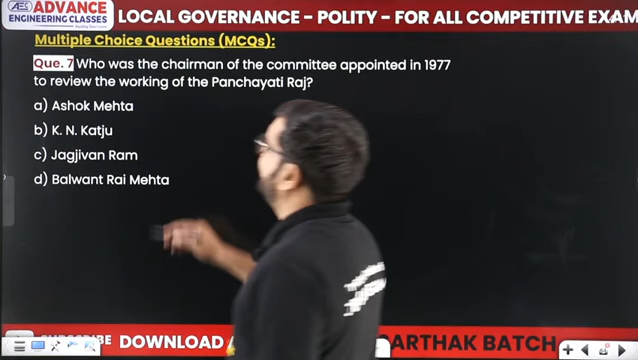 AES ADVANCE
ENGINEERING CLASSES
LOCAL GOVERNANCE - POLITY - FOR ALL COMPETITIVE EXAM
Multiple Choice Questions (MCQs):
Que. 7 Who was the chairman of the committee appointed in 1977
to review the working of the Panchayati Raj?
a) Ashok Mehta
b) K. N. Katju
c) Jagjivan Ram
d) Balwant Rai Mehta
DOWNLOAD ARTHAK BATCH